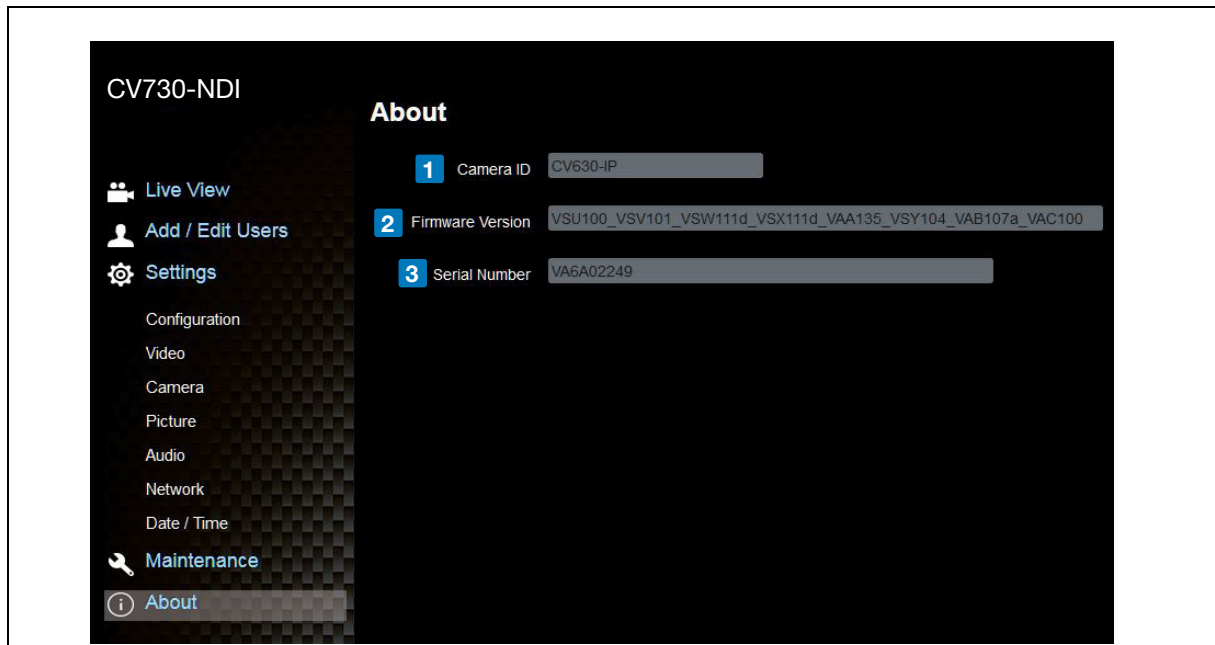 CV730-NDI
Live View
Add / Edit Users
Settings
Configuration
Video
Camera
Picture
Audio
Network
Date / Time
Maintenance
About
About
1 Camera ID CV630-IP
2 Firmware Version VSU100_VSV101_VSW111d_VSX111d_VAA135_VSY104_VAB107a_VAC100
3 Serial Number VA6A02249